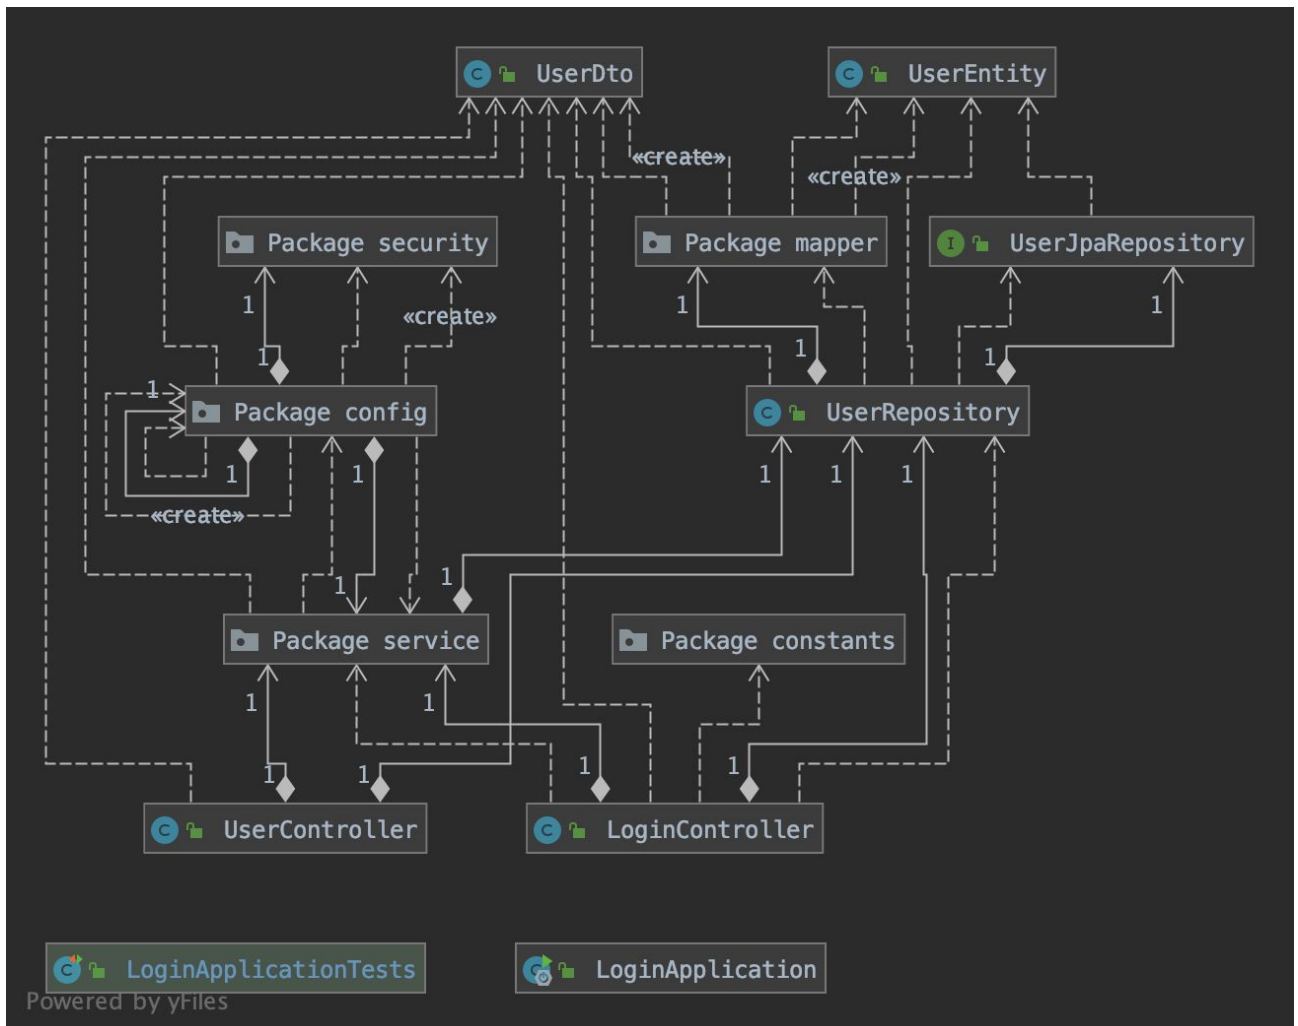 UserDto
UserEntity
«create»
«create»
Package security
Package mapper
UserJpaRepository
1
1
1
«create»
1
1
1
1
Package config
UserRepository
1
1
1
1
1
«create»
1
1
Package service
Package constants
1
1
1
1
1
1
UserController
LoginController
LoginApplicationTests
LoginApplication
Powered by yFiles